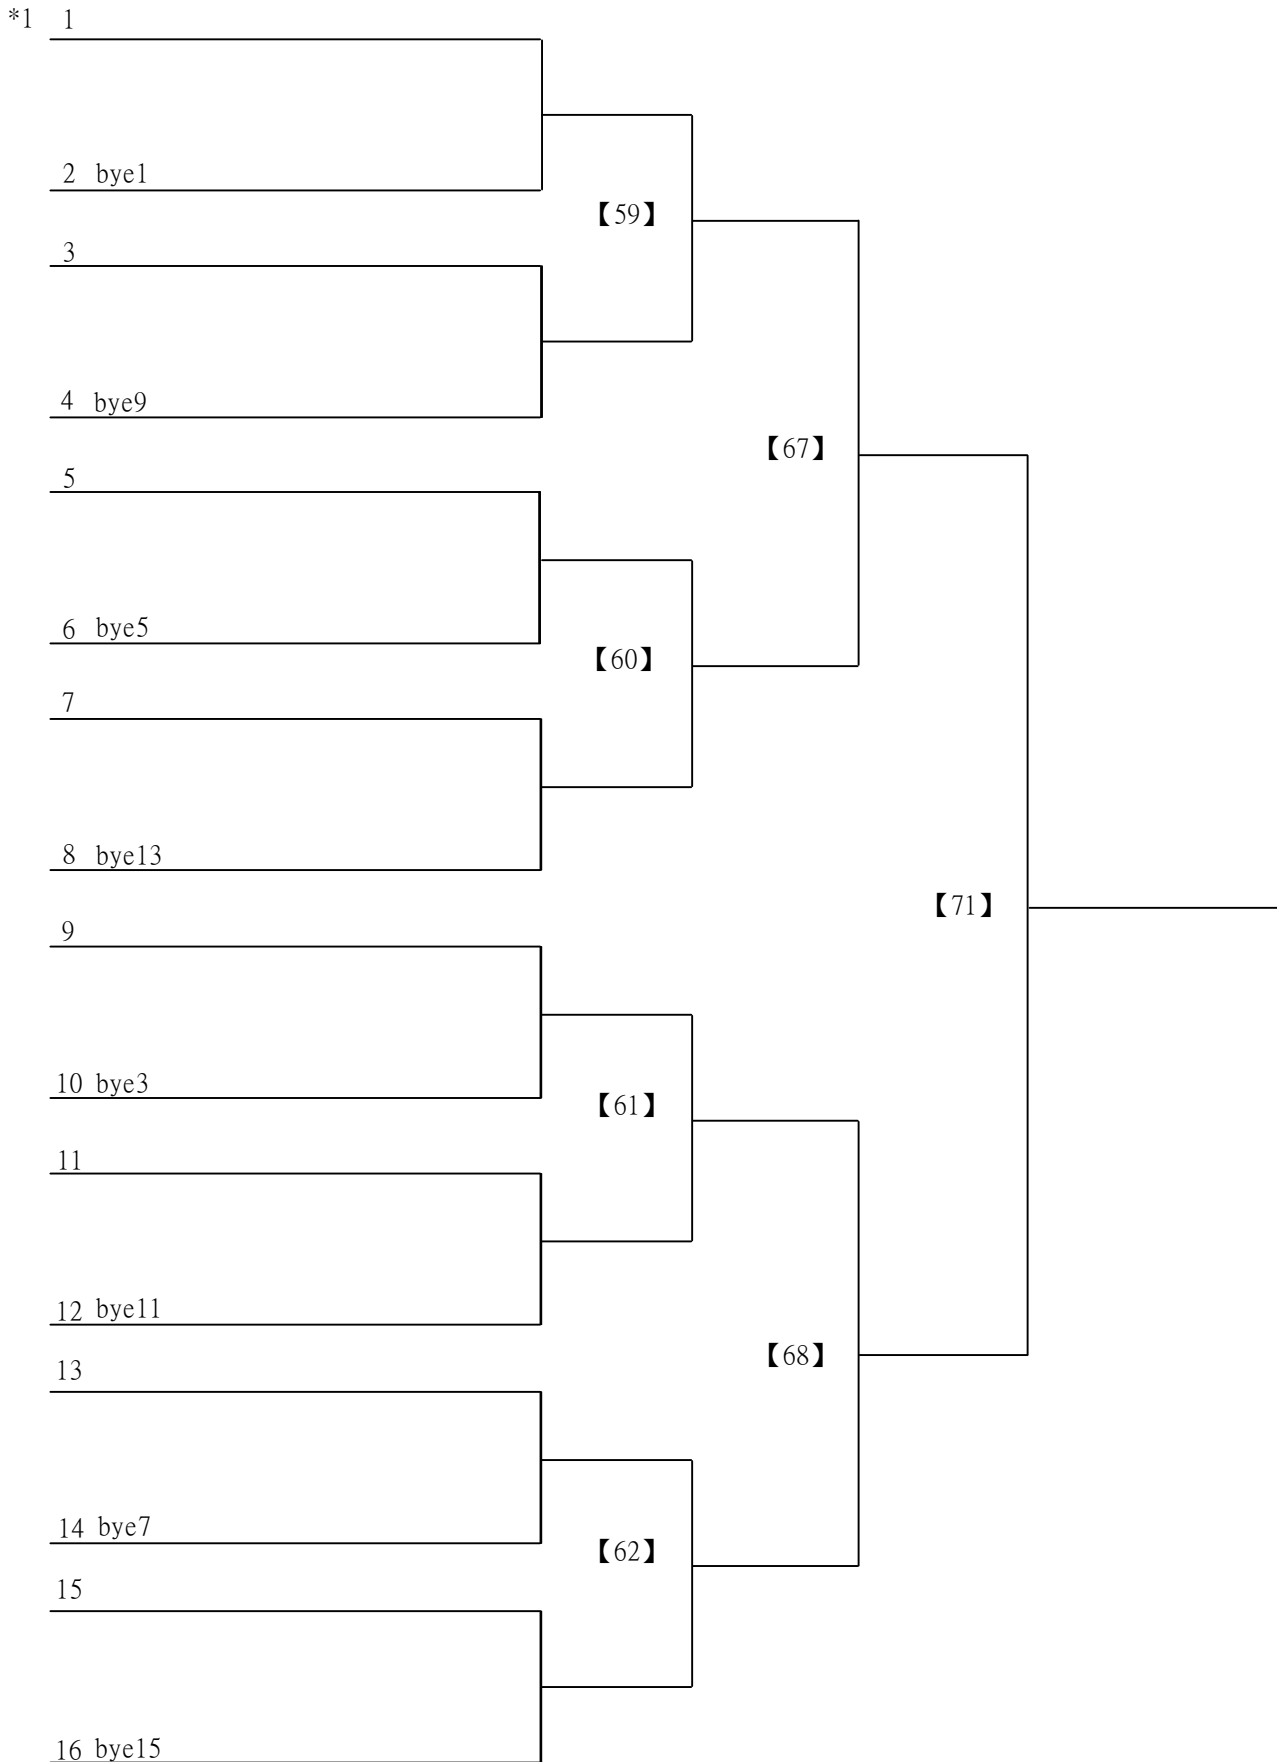 *1 1
2 bye1
【59】
3
4 bye9
【67】
5
6 bye5
【60】
7
8 bye13
【71】
9
10 bye3
【61】
11
12 bye11
【68】
13
14 bye7
【62】
15
16 bye15